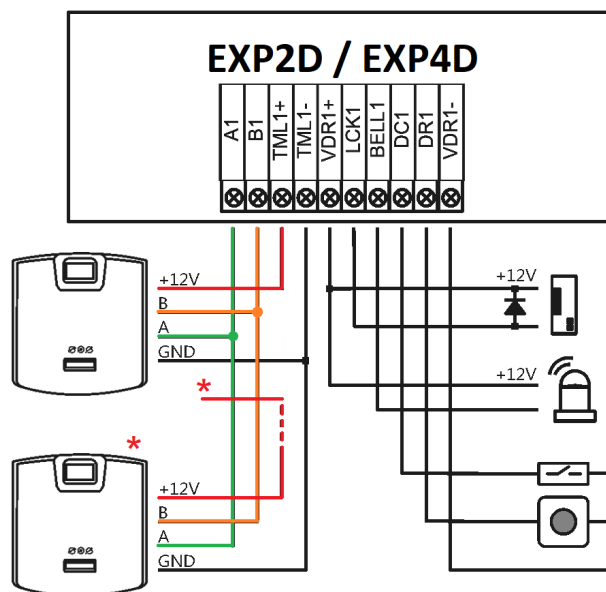 EXP2D / EXP4D
A1
B1
TML1+
TML1-
VDR1+
LCK1
BELL1
DC1
DR1
VDR1-
+12V
B
A
GND
+12V
+12V
*
*
+12V
B
A
GND